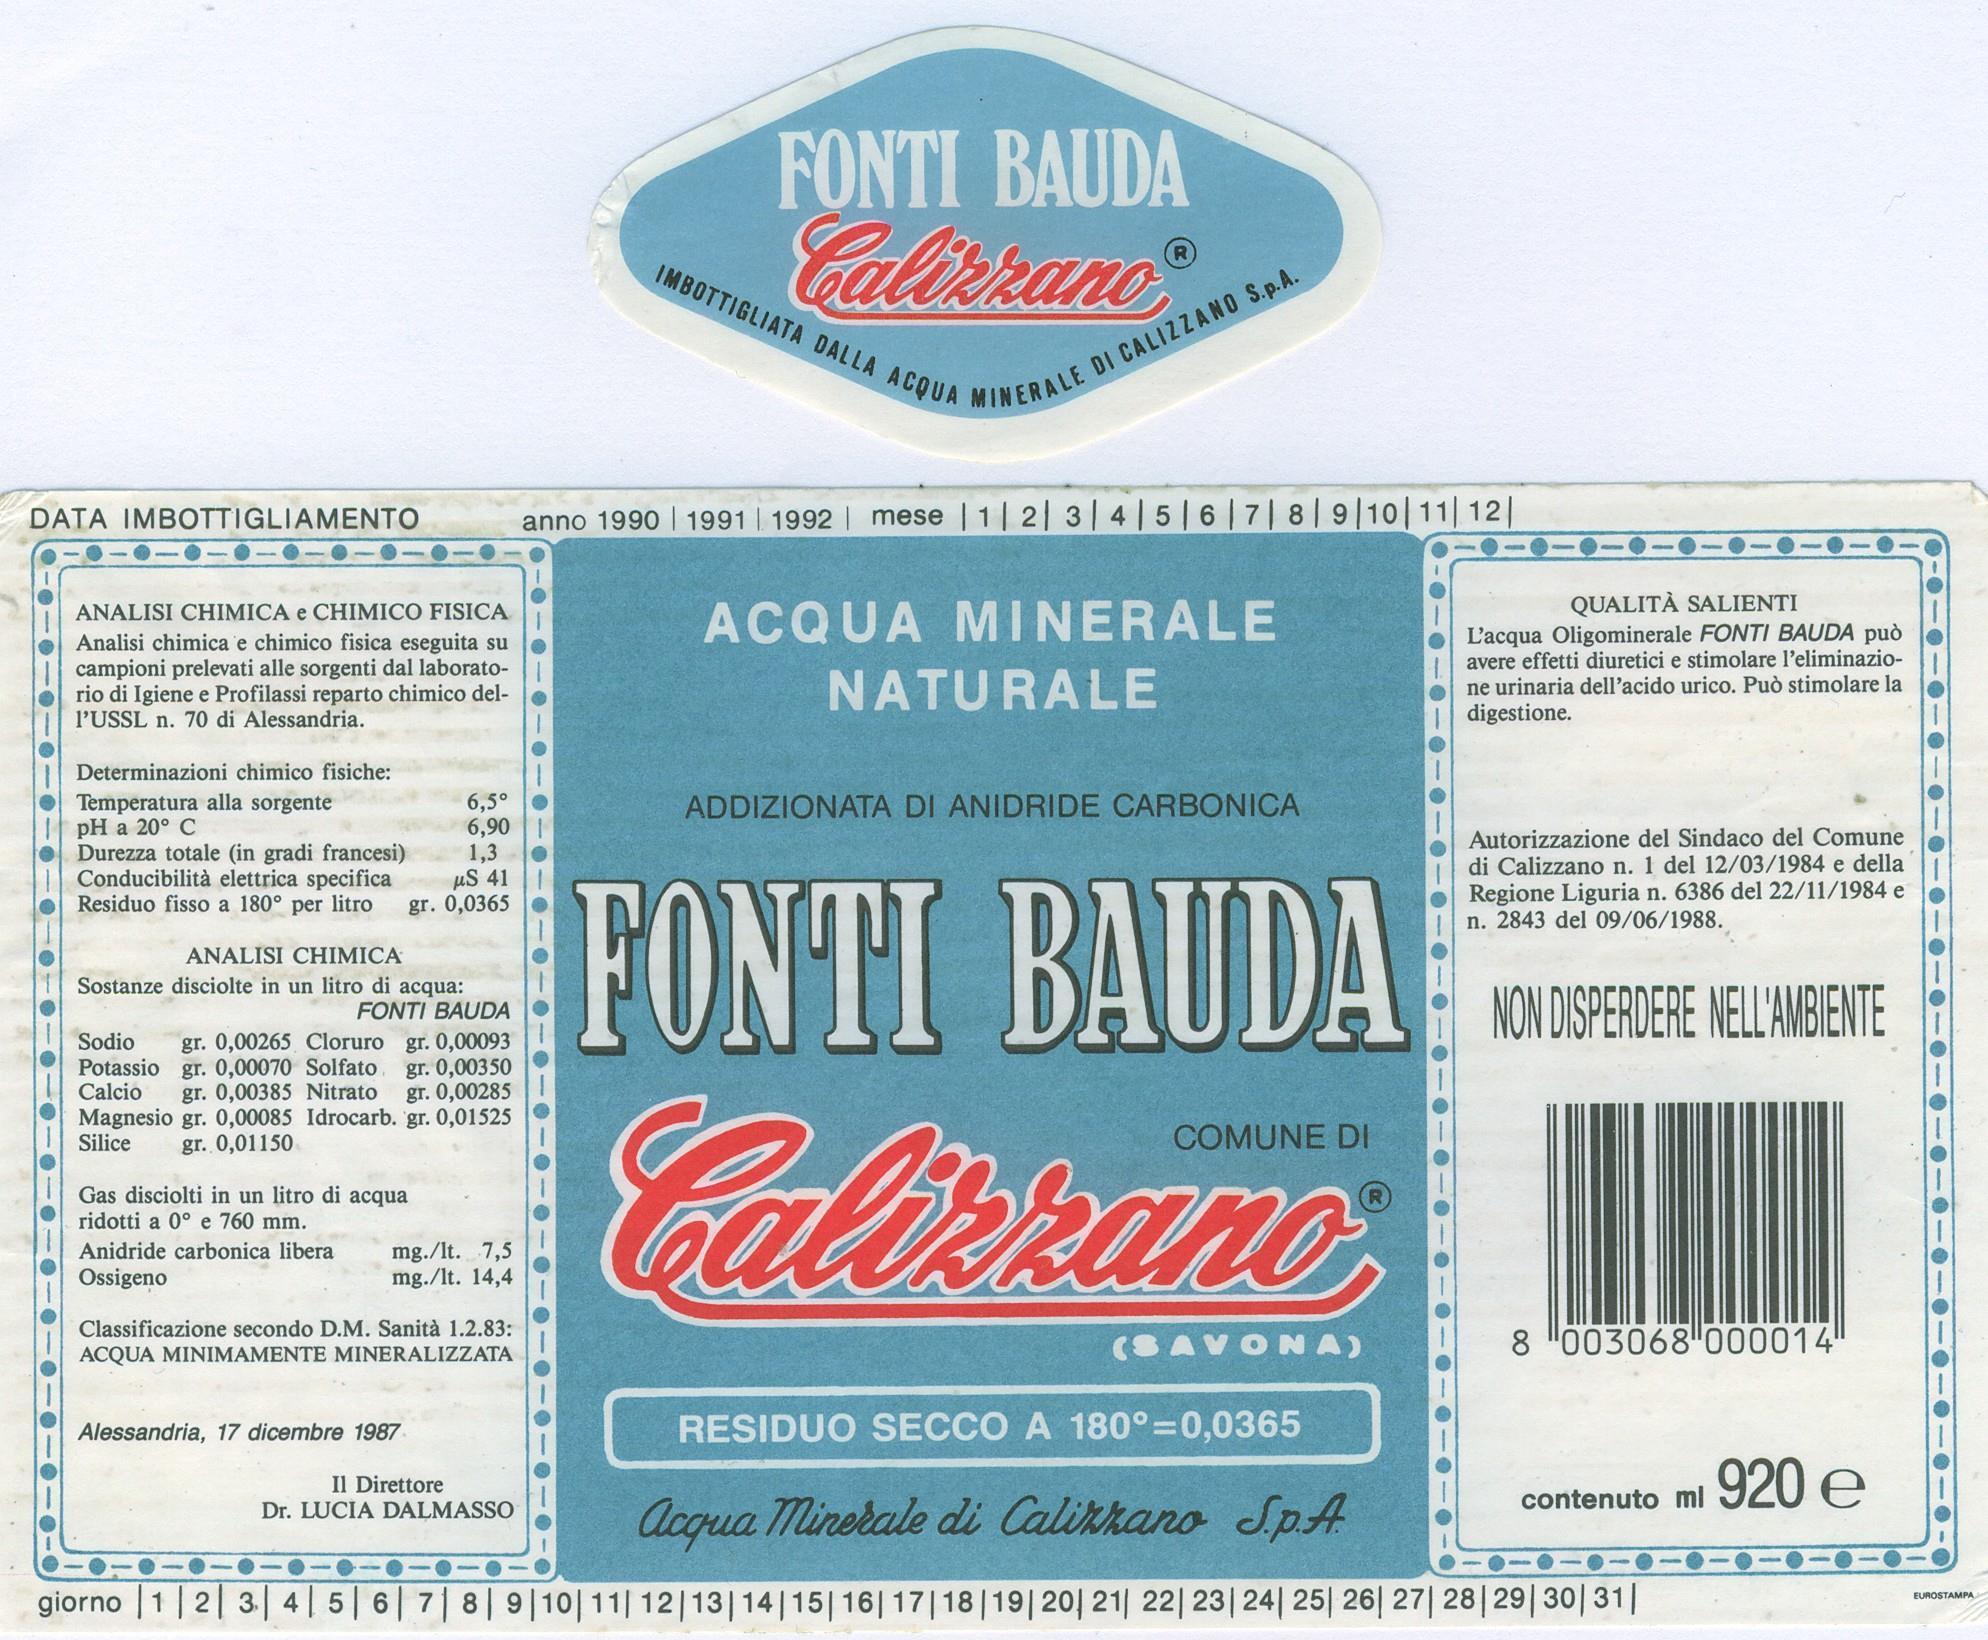 FONTI BAUDA
Calizzano ®
IMBOTTIGLIATA DALLA ACQUA MINERALE DI CALIZZANO S.p.A.
DATA IMBOTTIGLIAMENTO anno 1990 | 1991 | 1992 | mese | 1 | 2 | 3 | 4 | 5 | 6 | 7 | 8 | 9 | 10 | 11 | 12 |
ANALISI CHIMICA e CHIMICO FISICA
Analisi chimica e chimico fisica eseguita su
campioni prelevati alle sorgenti dal laborato-
rio di Igiene e Profilassi reparto chimico del-
l'USSL n. 70 di Alessandria.
Determinazioni chimico fisiche:
Temperatura alla sorgente 6,5°
pH a 20° C 6,90
Durezza totale (in gradi francesi) 1,3
Conducibilità elettrica specifica µS 41
Residuo fisso a 180° per litro gr. 0,0365
ANALISI CHIMICA
Sostanze disciolte in un litro di acqua:
FONTI BAUDA
Sodio gr. 0,00265 Cloruro gr. 0,00093
Potassio gr. 0,00070 Solfato gr. 0,00350
Calcio gr. 0,00385 Nitrato gr. 0,00285
Magnesio gr. 0,00085 Idrocarb. gr. 0,01525
Silice gr. 0,01150
Gas disciolti in un litro di acqua
ridotti a 0° e 760 mm.
Anidride carbonica libera mg./lt. 7,5
Ossigeno mg./lt. 14,4
Classificazione secondo D.M. Sanità 1.2.83:
ACQUA MINIMAMENTE MINERALIZZATA
Alessandria, 17 dicembre 1987
Il Direttore
Dr. LUCIA DALMASSO
ACQUA MINERALE
NATURALE
ADDIZIONATA DI ANIDRIDE CARBONICA
FONTI BAUDA
COMUNE DI
Calizzano ®
(SAVONA)
RESIDUO SECCO A 180°=0,0365
Acqua Minerale di Calizzano S.p.A.
QUALITÀ SALIENTI
L'acqua Oligominerale FONTI BAUDA può
avere effetti diuretici e stimolare l'eliminazio-
ne urinaria dell'acido urico. Può stimolare la
digestione.
Autorizzazione del Sindaco del Comune
di Calizzano n. 1 del 12/03/1984 e della
Regione Liguria n. 6386 del 22/11/1984 e
n. 2843 del 09/06/1988.
NON DISPERDERE NELL'AMBIENTE
8 003068 000014
contenuto ml 920 e
giorno | 1 | 2 | 3 | 4 | 5 | 6 | 7 | 8 | 9 | 10 | 11 | 12 | 13 | 14 | 15 | 16 | 17 | 18 | 19 | 20 | 21 | 22 | 23 | 24 | 25 | 26 | 27 | 28 | 29 | 30 | 31 |
EUROSTAMPA